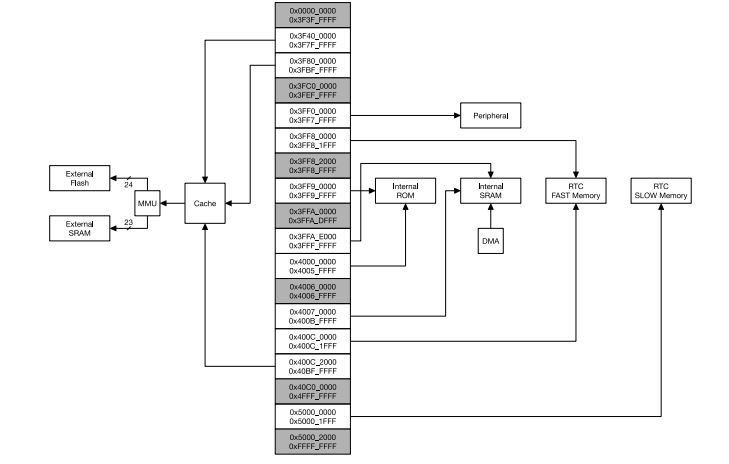 0x0000_0000
0x3F3F_FFFF
0x3F40_0000
0x3F7F_FFFF
0x3F80_0000
0x3FBF_FFFF
0x3FC0_0000
0x3FEF_FFFF
0x3FF0_0000
0x3FF7_FFFF
Peripheral
0x3FF8_0000
0x3FF8_1FFF
0x3FF8_2000
0x3FF8_FFFF
External
Flash
24
MMU
Cache
External
SRAM
23
0x3FF9_0000
0x3FF9_FFFF
Internal
ROM
Internal
SRAM
RTC
FAST Memory
RTC
SLOW Memory
0x3FFA_0000
0x3FFA_DFFF
0x3FFA_E000
0x3FFF_FFFF
DMA
0x4000_0000
0x4005_FFFF
0x4006_0000
0x4006_FFFF
0x4007_0000
0x400B_FFFF
0x400C_0000
0x400C_1FFF
0x400C_2000
0x40BF_FFFF
0x40C0_0000
0x4FFF_FFFF
0x5000_0000
0x5000_1FFF
0x5000_2000
0xFFFF_FFFF